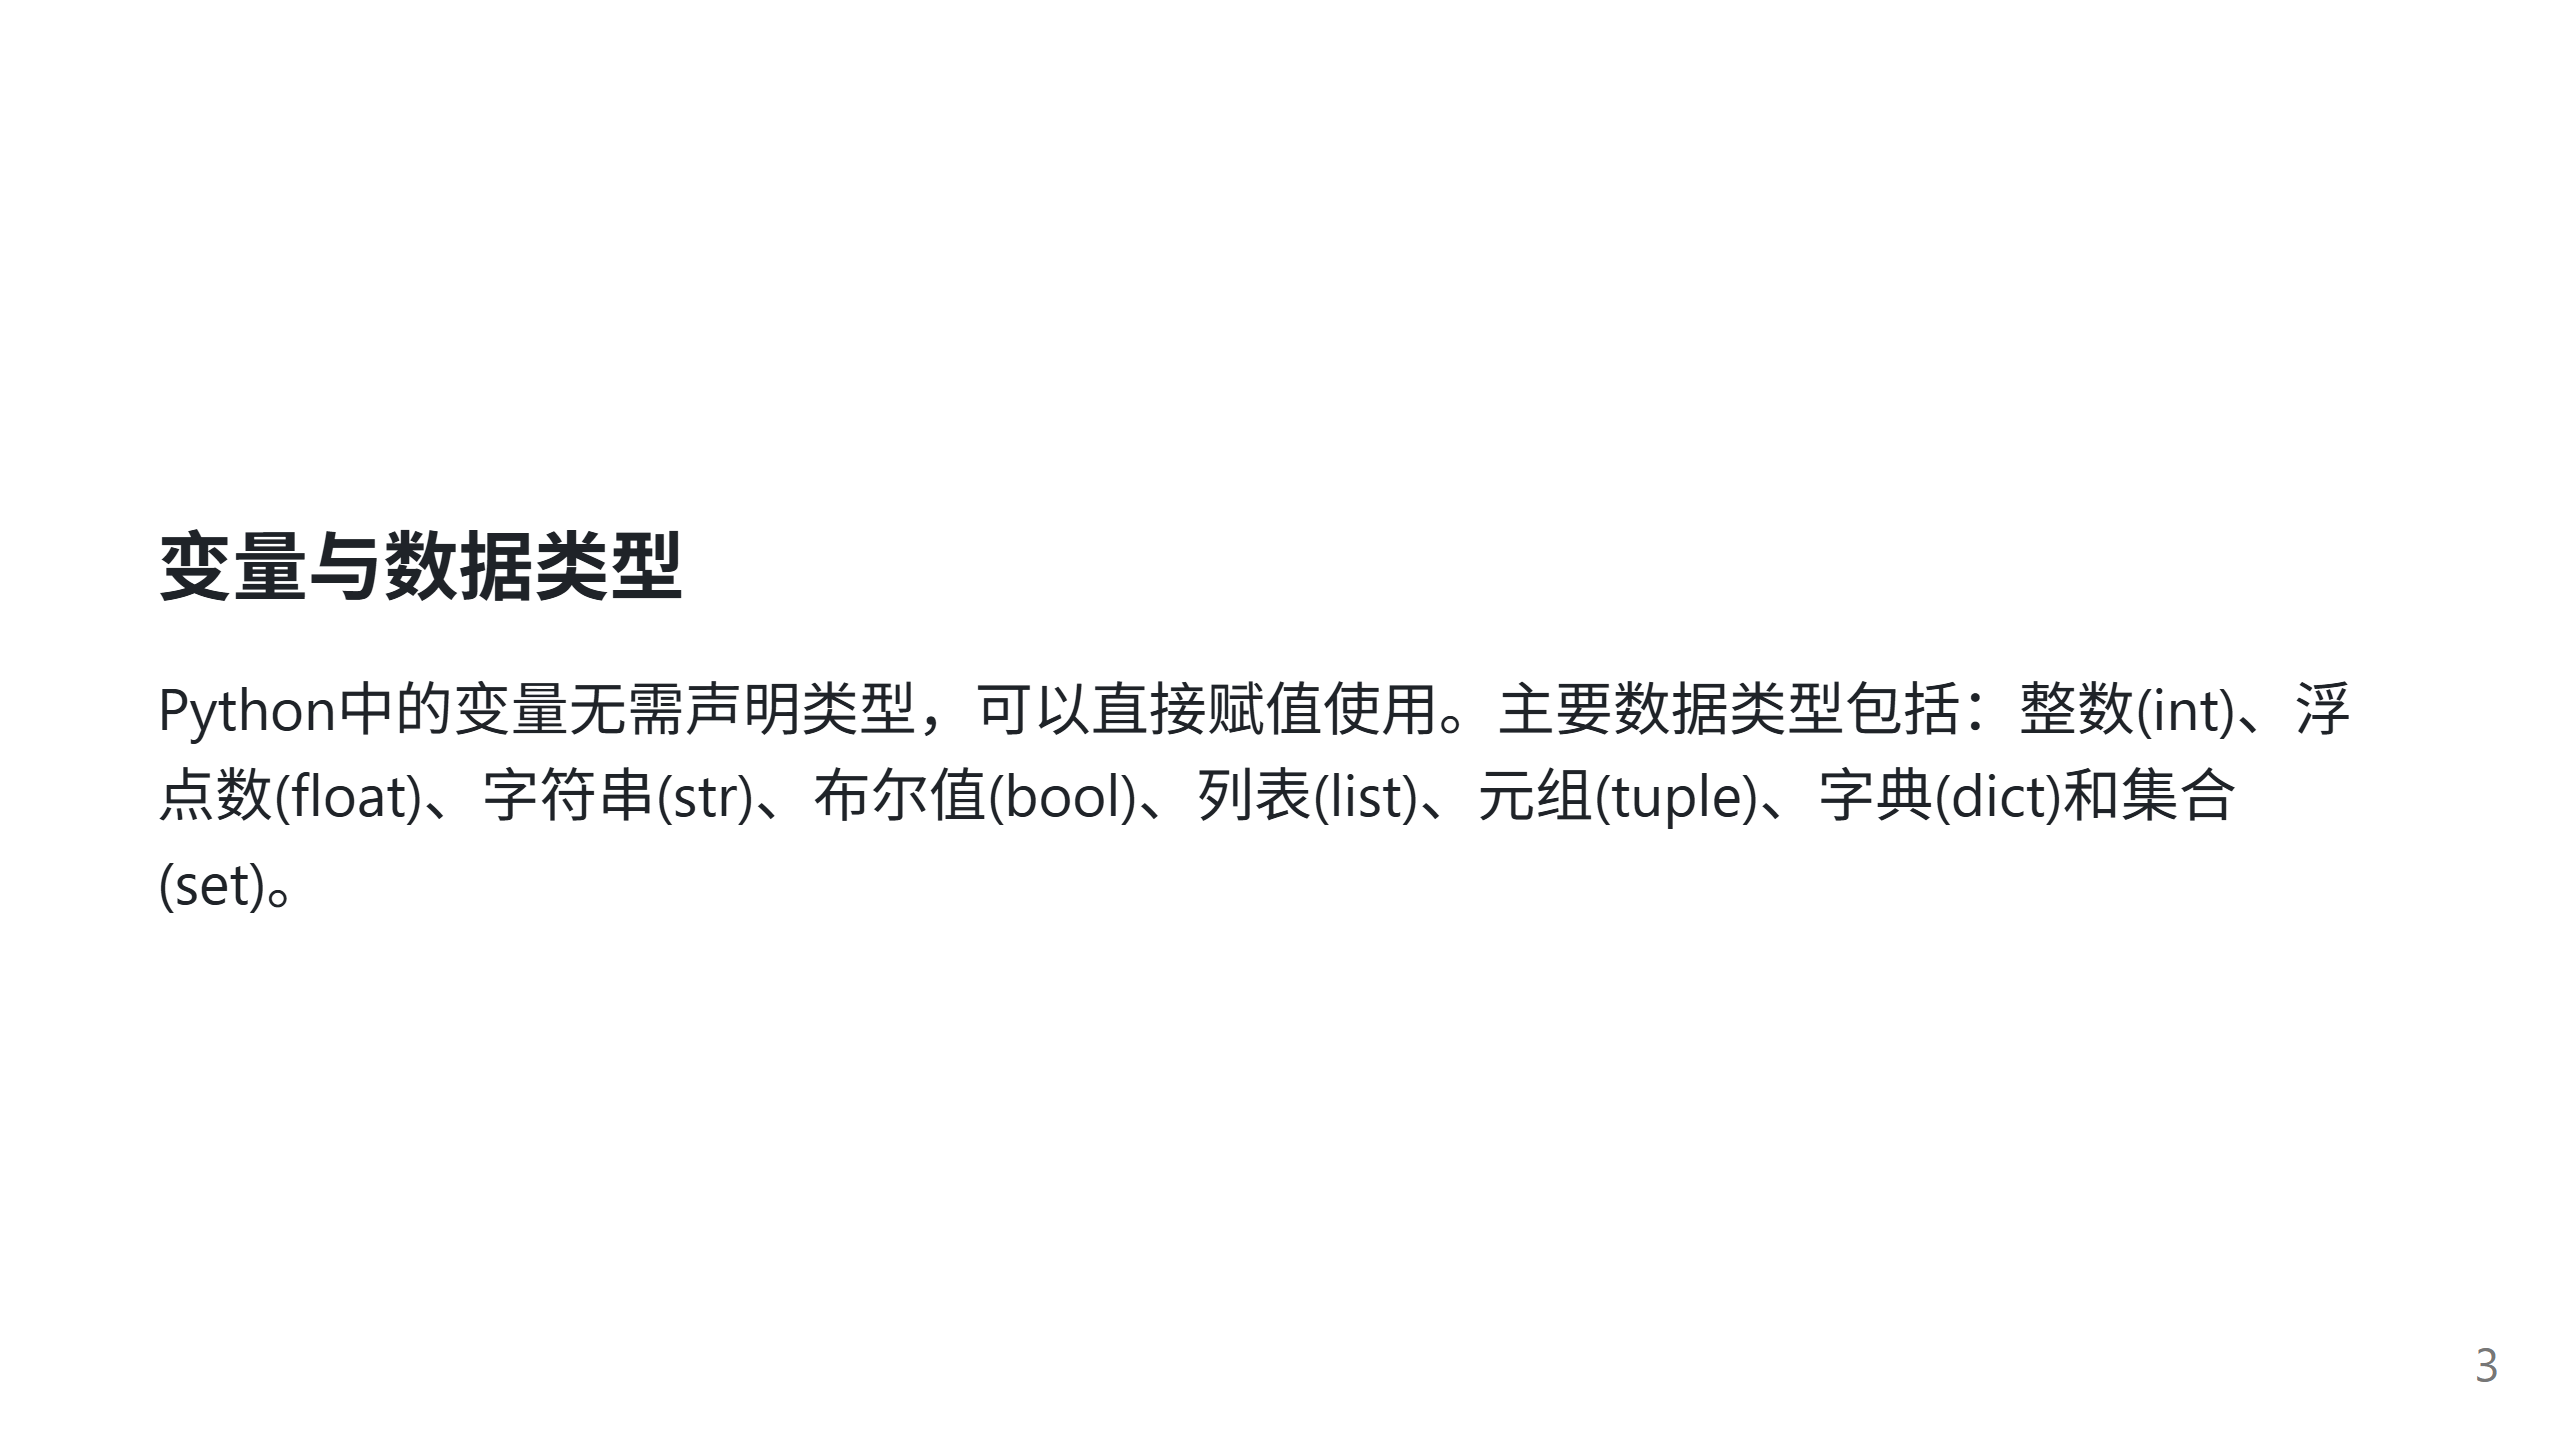 变量与数据类型
Python中的变量无需声明类型，可以直接赋值使用。主要数据类型包括：整数(int)、浮
点数(float)、字符串(str)、布尔值(bool)、列表(list)、元组(tuple)、字典(dict)和集合
(set)。
3